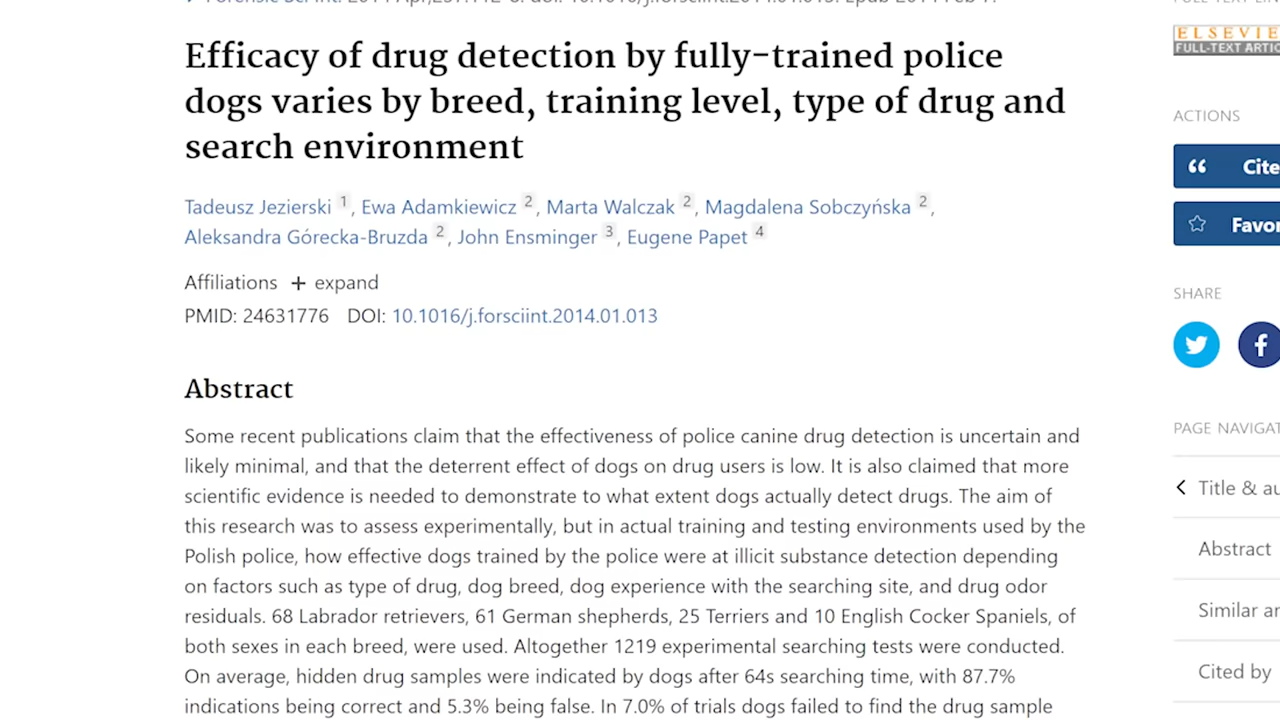 Efficacy of drug detection by fully-trained police
dogs varies by breed, training level, type of drug and
search environment
Tadeusz Jezierski 1, Ewa Adamkiewicz 2, Marta Walczak 2, Magdalena Sobczyńska 2,
Aleksandra Górecka-Bruzda 2, John Ensminger 3, Eugene Papet 4
Affiliations + expand
PMID: 24631776 DOI: 10.1016/j.forsciint.2014.01.013
Abstract
Some recent publications claim that the effectiveness of police canine drug detection is uncertain and
likely minimal, and that the deterrent effect of dogs on drug users is low. It is also claimed that more
scientific evidence is needed to demonstrate to what extent dogs actually detect drugs. The aim of
this research was to assess experimentally, but in actual training and testing environments used by the
Polish police, how effective dogs trained by the police were at illicit substance detection depending
on factors such as type of drug, dog breed, dog experience with the searching site, and drug odor
residuals. 68 Labrador retrievers, 61 German shepherds, 25 Terriers and 10 English Cocker Spaniels, of
both sexes in each breed, were used. Altogether 1219 experimental searching tests were conducted.
On average, hidden drug samples were indicated by dogs after 64s searching time, with 87.7%
indications being correct and 5.3% being false. In 7.0% of trials dogs failed to find the drug sample
ELSEVIE
FULL-TEXT ARTIC
ACTIONS
Cite
Favor
SHARE
PAGE NAVIGAT
Title & au
Abstract
Similar ar
Cited by